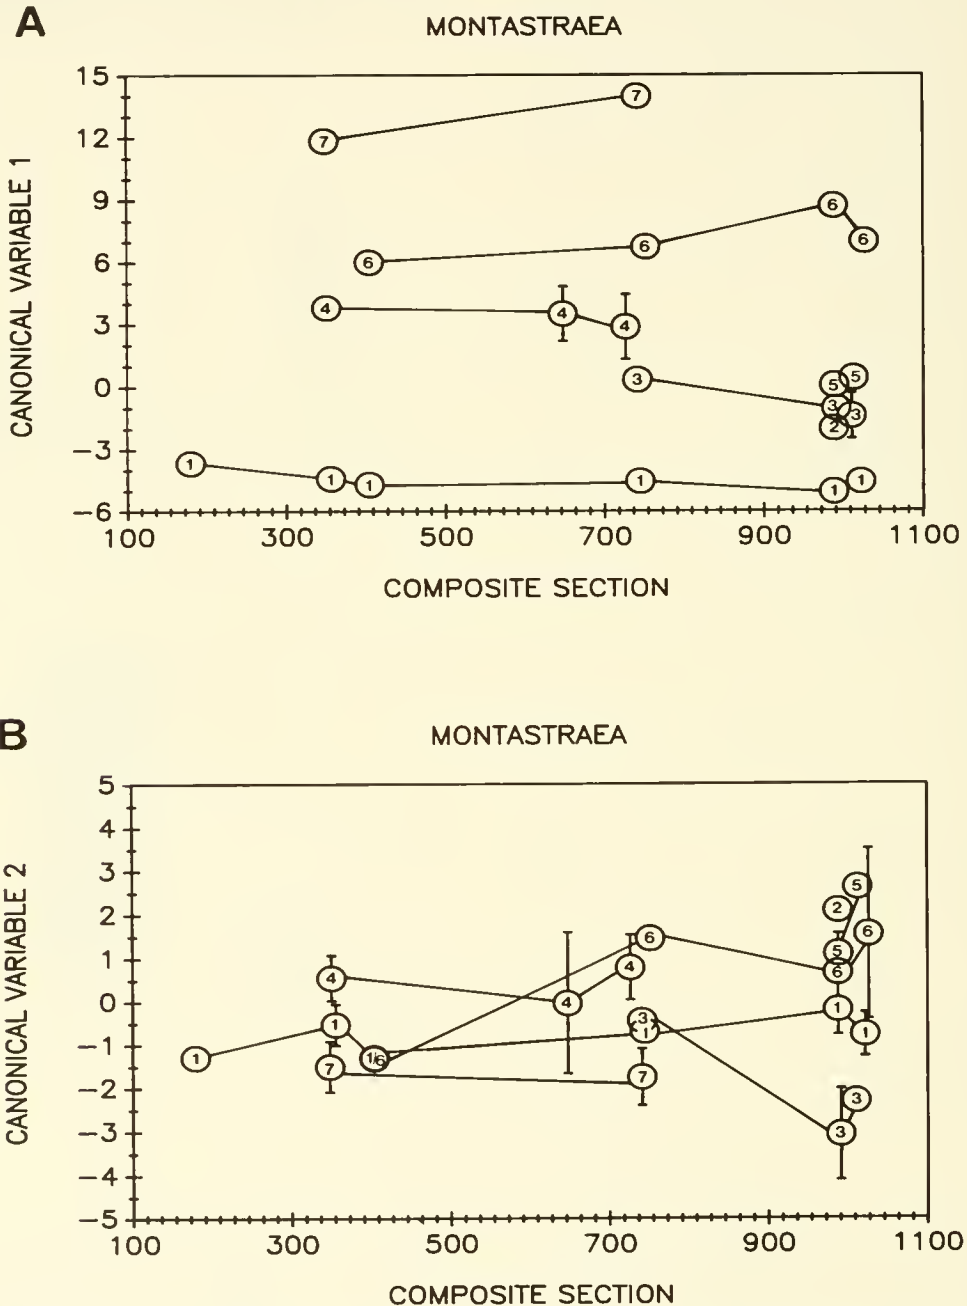 A
MONTASTRAEA
15
12
9
6
3
0
−3
−6
CANONICAL VARIABLE 1
7 7
6 6 6 6
4 4 4
3 3 3
5 5
2
1 1 1 1 1 1
100 300 500 700 900 1100
COMPOSITE SECTION
B
MONTASTRAEA
5
4
3
2
1
0
−1
−2
−3
−4
−5
CANONICAL VARIABLE 2
5 5
2
6 6 6 6
4 4 4
1 1 1 1 1 1
3 3 3
7 7
100 300 500 700 900 1100
COMPOSITE SECTION